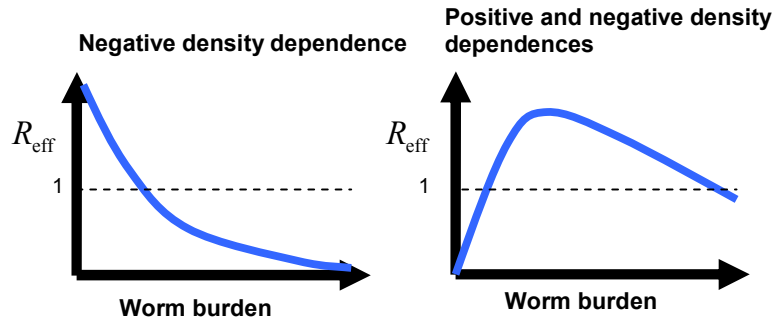 Negative density dependence
R_eff
1
Worm burden
Positive and negative density
dependences
R_eff
1
Worm burden